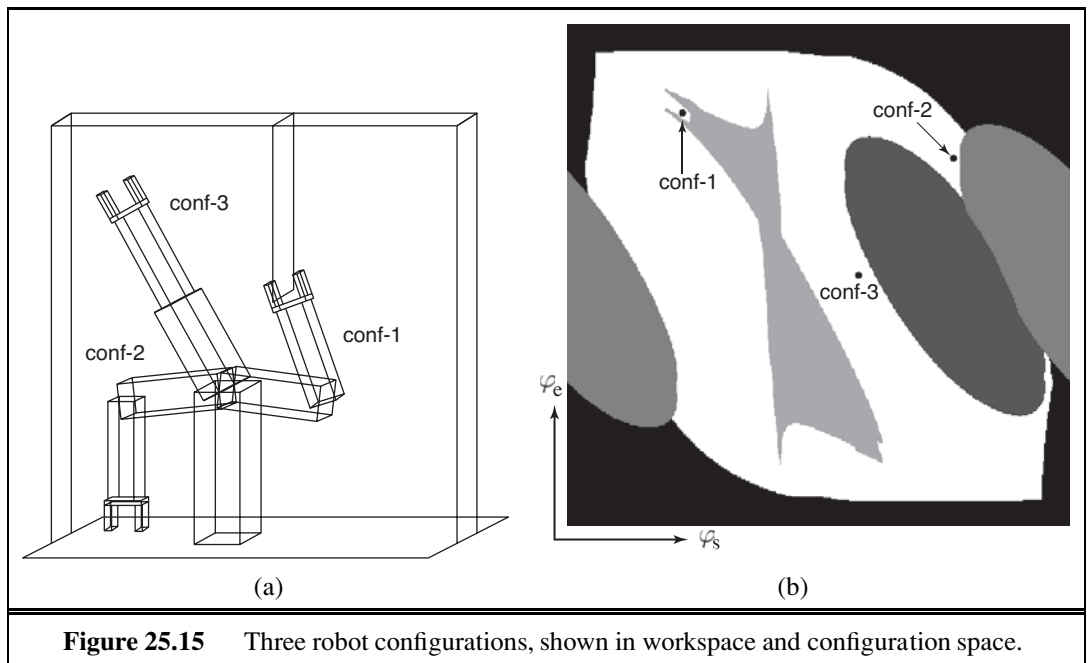 conf-3
conf-1
conf-2
(a)
conf-2
conf-1
conf-3
φe
φs
(b)
Figure 25.15 Three robot configurations, shown in workspace and configuration space.